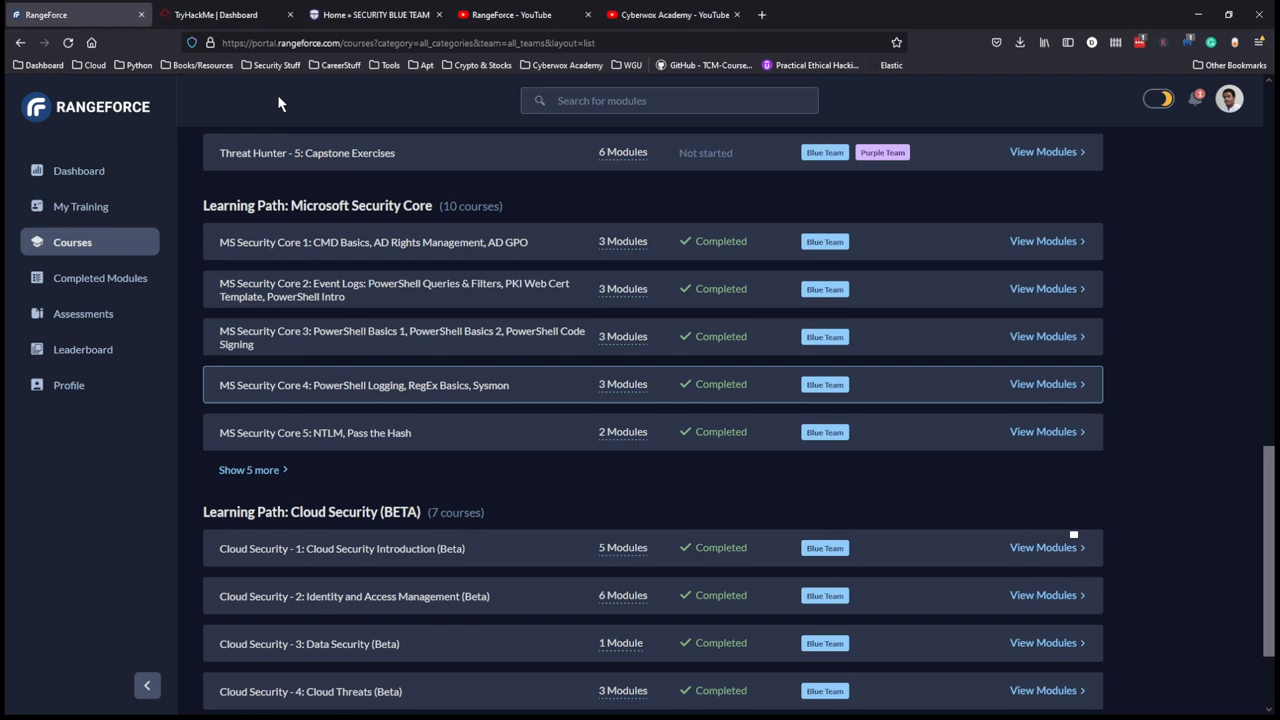 RangeForce
TryHackMe | Dashboard
Home » SECURITY BLUE TEAM
RangeForce - YouTube
Cyberwox Academy - YouTube
https://portal.rangeforce.com/courses?category=all_categories&team=all_teams&layout=list
1
Dashboard
Cloud
Python
Books/Resources
Security Stuff
CareerStuff
Tools
Apt
Crypto & Stocks
Cyberwox Academy
WGU
GitHub - TCM-Course...
Practical Ethical Hacki...
Elastic
Other Bookmarks
RANGEFORCE
Search for modules
1
Dashboard
My Training
Courses
Completed Modules
Assessments
Leaderboard
Profile
Threat Hunter - 5: Capstone Exercises 6 Modules Not started Blue Team Purple Team View Modules >
Learning Path: Microsoft Security Core (10 courses)
MS Security Core 1: CMD Basics, AD Rights Management, AD GPO 3 Modules Completed Blue Team View Modules >
MS Security Core 2: Event Logs: PowerShell Queries & Filters, PKI Web Cert
Template, PowerShell Intro 3 Modules Completed Blue Team View Modules >
MS Security Core 3: PowerShell Basics 1, PowerShell Basics 2, PowerShell Code
Signing 3 Modules Completed Blue Team View Modules >
MS Security Core 4: PowerShell Logging, RegEx Basics, Sysmon 3 Modules Completed Blue Team View Modules >
MS Security Core 5: NTLM, Pass the Hash 2 Modules Completed Blue Team View Modules >
Show 5 more >
Learning Path: Cloud Security (BETA) (7 courses)
Cloud Security - 1: Cloud Security Introduction (Beta) 5 Modules Completed Blue Team View Modules >
Cloud Security - 2: Identity and Access Management (Beta) 6 Modules Completed Blue Team View Modules >
Cloud Security - 3: Data Security (Beta) 1 Module Completed Blue Team View Modules >
Cloud Security - 4: Cloud Threats (Beta) 3 Modules Completed Blue Team View Modules >